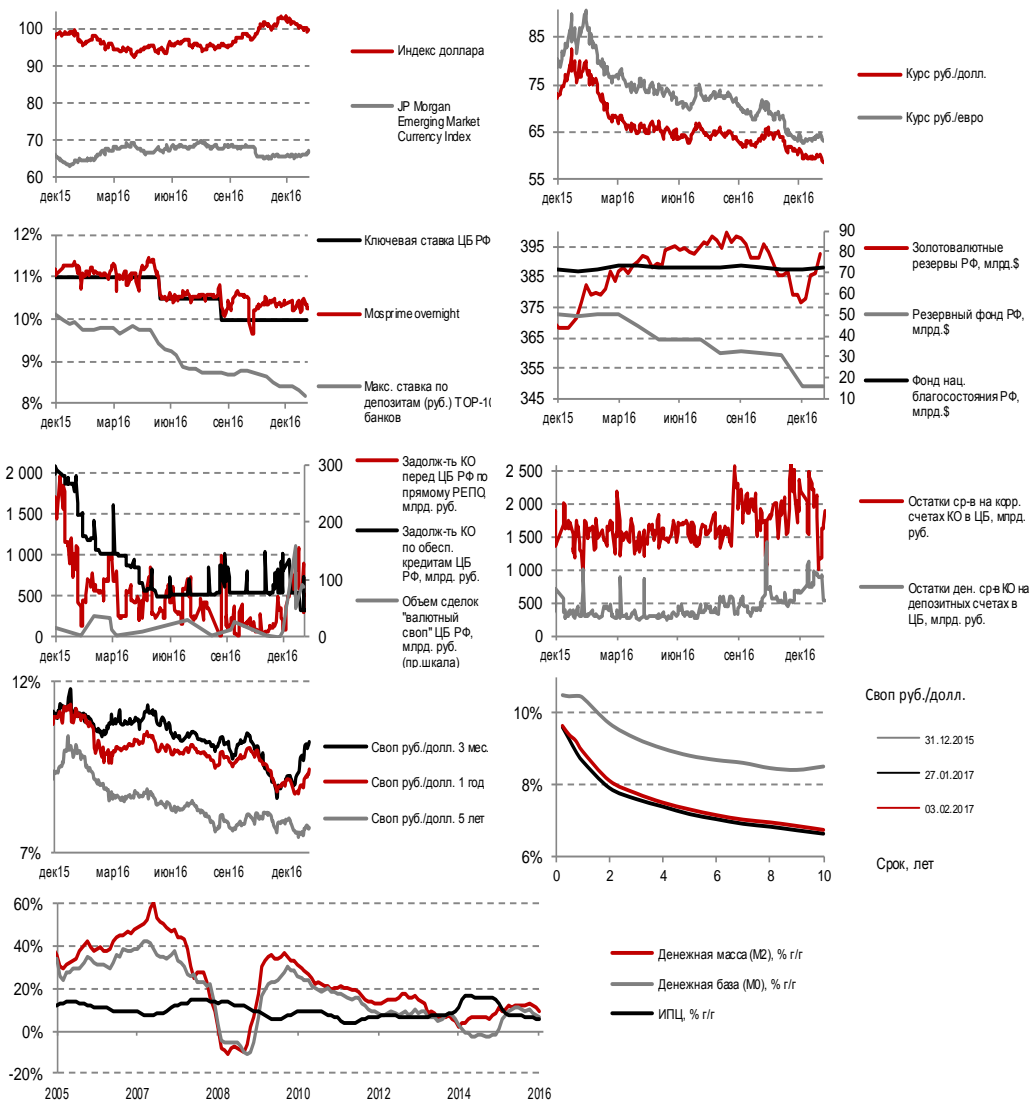 100
90
80
70
60
дек15
мар16
июн16
сен16
дек16
Индекс доллара
JP Morgan
Emerging Market
Currency Index
85
75
65
55
дек15
мар16
июн16
сен16
дек16
Курс руб./долл.
Курс руб./евро
12%
11%
10%
9%
8%
дек15
мар16
июн16
сен16
дек16
Ключевая ставка ЦБ РФ
Mosprime overnight
Макс. ставка по
депозитам (руб.) TOP-10
банков
395
385
375
365
355
345
90
80
70
60
50
40
30
20
10
дек15
мар16
июн16
сен16
дек16
Золотовалютные
резервы РФ, млрд.$
Резервный фонд РФ,
млрд.$
Фонд нац.
благосостояния РФ,
млрд.$
2 000
1 500
1 000
500
0
300
200
100
0
дек15
мар16
июн16
сен16
дек16
Задолж-ть КО
перед ЦБ РФ по
прямому РЕПО,
млрд. руб.
Задолж-ть КО
по обесп.
кредитам ЦБ
РФ, млрд. руб.
Объем сделок
"валютный
своп" ЦБ РФ,
млрд. руб.
(пр.шкала)
2 500
2 000
1 500
1 000
500
0
дек15
мар16
июн16
сен16
дек16
Остатки ср-в на корр.
счетах КО в ЦБ, млрд.
руб.
Остатки ден. ср-в КО на
депозитных счетах в
ЦБ, млрд. руб.
12%
7%
дек15
мар16
июн16
сен16
дек16
Своп руб./долл. 3 мес.
Своп руб./долл. 1 год
Своп руб./долл. 5 лет
10%
8%
6%
0
2
4
6
8
10
Своп руб./долл.
31.12.2015
27.01.2017
03.02.2017
Срок, лет
60%
40%
20%
0%
-20%
2005
2007
2008
2010
2012
2014
2016
Денежная масса (М2), % г/г
Денежная база (М0), % г/г
ИПЦ, % г/г